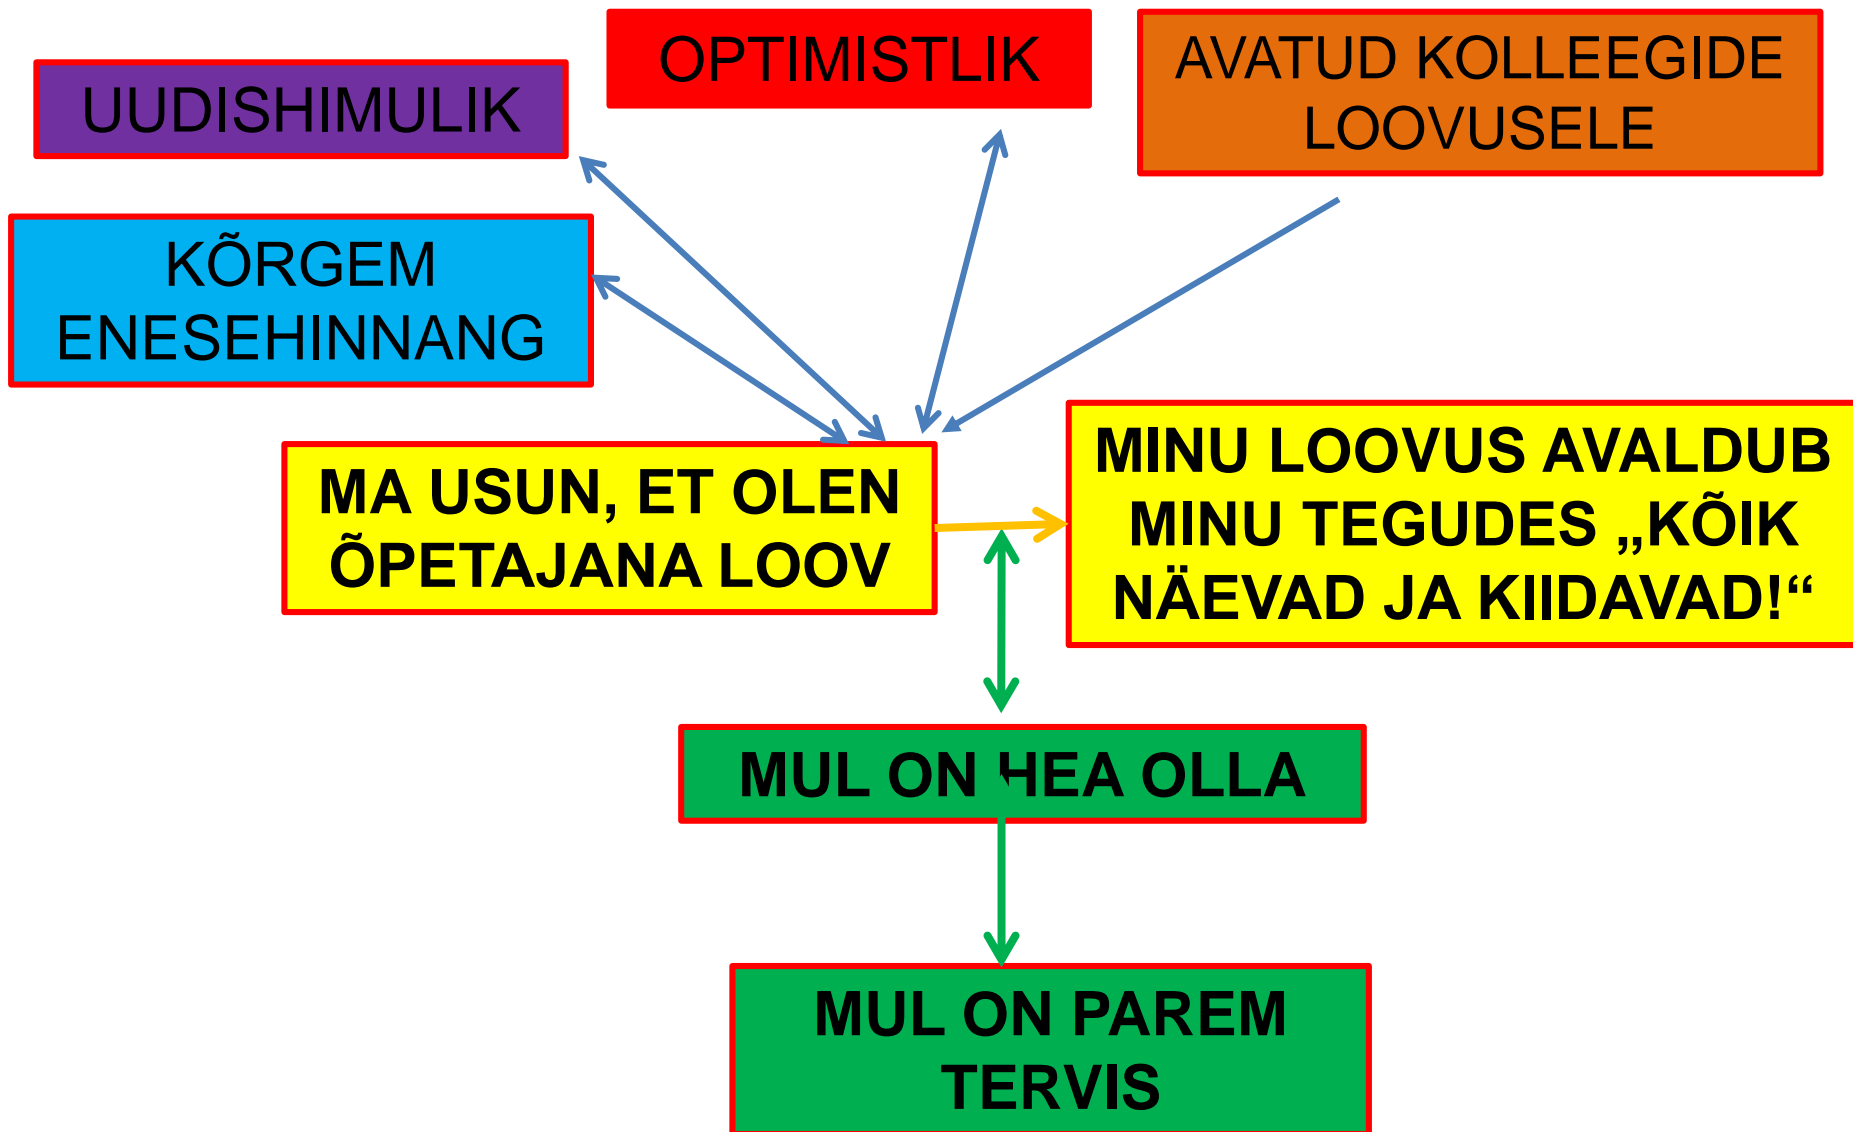 UUDISHIMULIK
OPTIMISTLIK
AVATUD KOLLEEGIDE
LOOVUSELE
KÕRGEM
ENESEHINNANG
MA USUN, ET OLEN
ÕPETAJANA LOOV
MINU LOOVUS AVALDUB
MINU TEGUDES „KÕIK
NÄEVAD JA KIIDAVAD!“
MUL ON HEA OLLA
MUL ON PAREM
TERVIS